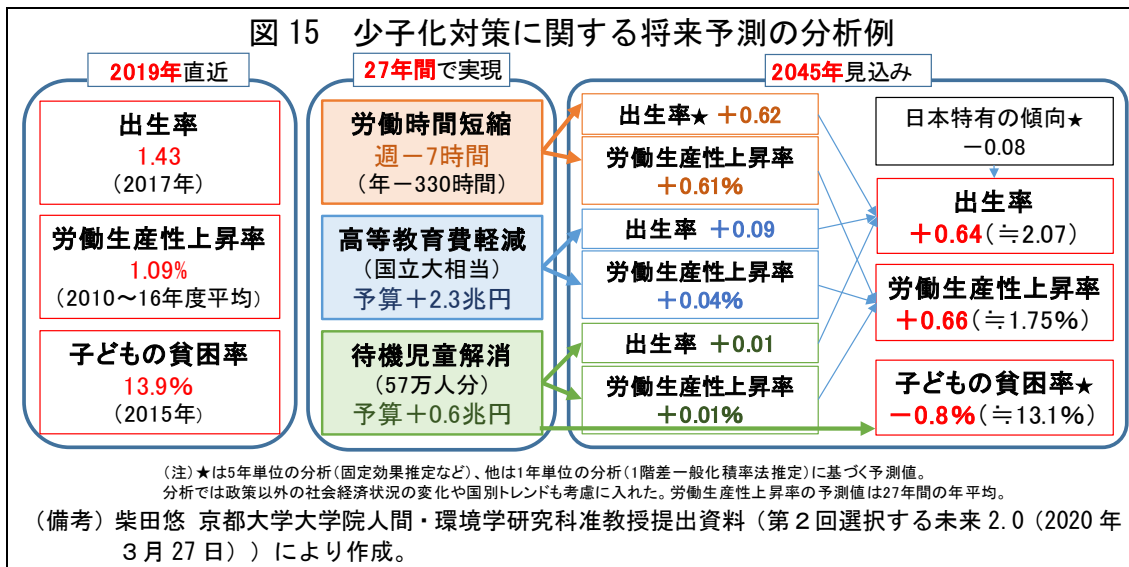 図 15 少子化対策に関する将来予測の分析例
2019年直近
出生率
1.43
(2017年)
労働生産性上昇率
1.09%
(2010～16年度平均)
子どもの貧困率
13.9%
(2015年)
27年間で実現
労働時間短縮
週－7時間
(年－330時間)
高等教育費軽減
(国立大相当)
予算＋2.3兆円
待機児童解消
(57万人分)
予算＋0.6兆円
2045年見込み
出生率★ ＋0.62
労働生産性上昇率
＋0.61%
出生率 ＋0.09
労働生産性上昇率
＋0.04%
出生率 ＋0.01
労働生産性上昇率
＋0.01%
日本特有の傾向★
－0.08
出生率
＋0.64(≒2.07)
労働生産性上昇率
＋0.66(≒1.75%)
子どもの貧困率★
－0.8%(≒13.1%)
(注)★は5年単位の分析(固定効果推定など)、他は1年単位の分析(1階差一般化積率法推定)に基づく予測値。
分析では政策以外の社会経済状況の変化や国別トレンドも考慮に入れた。労働生産性上昇率の予測値は27年間の年平均。
（備考）柴田悠 京都大学大学院人間・環境学研究科准教授提出資料（第２回選択する未来 2.0（2020 年
３月 27 日））により作成。